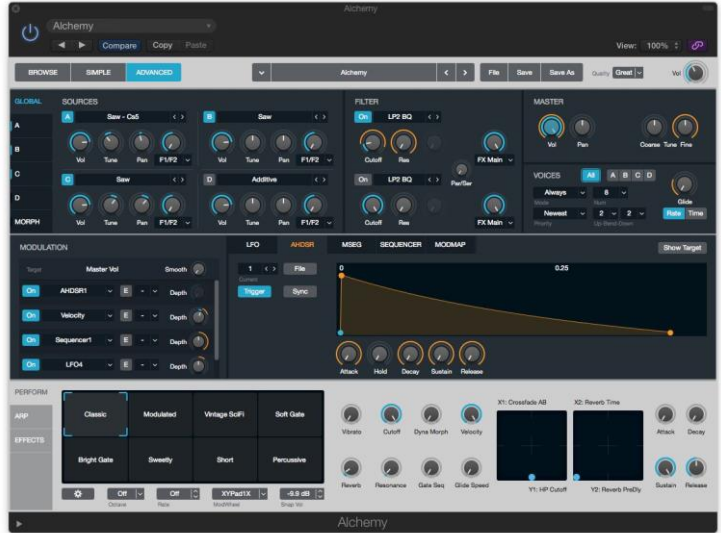 Alchemy
Alchemy
Compare Copy Paste
View: 100%
BROWSE SIMPLE ADVANCED Alchemy File Save Save As Quality Great Vol
GLOBAL SOURCES FILTER MASTER
A A Saw - Ca5 B Saw On LP2 BQ
Vol Tune Pan F1/F2 Vol Tune Pan F1/F2 Cutoff Res FX Main Vol Pan Coarse Tune Fine
B
C C Saw D Additive On LP2 BQ Par/Ser VOICES All A B C D
Always 8 Glide
Mode Num
D
MORPH Vol Tune Pan F1/F2 Vol Tune Pan F1/F2 Cutoff Res FX Main Newest 2 2 Rate Time
Priority Up Bend Down
MODULATION LFO AHDSR MSEG SEQUENCER MODMAP Show Target
Target Master Vol Smooth 1 File 0 0.25
Current
On AHDSR1 E - Depth Trigger Sync
On Velocity E - Depth
On Sequencer1 E - Depth
On LFO4 E - Depth Attack Hold Decay Sustain Release
PERFORM X1: Crossfade AB X2: Reverb Time
ARP Classic Modulated Vintage SciFi Soft Gate Vibrato Cutoff Dyna Morph Velocity Attack Decay
EFFECTS
Bright Gate Sweetly Short Percussive Reverb Resonance Gate Seq Glide Speed Y1: HP Cutoff Y2: Reverb PreDly Sustain Release
Off Off XYPad1X -9.9 dB
Octave Rate ModWheel Snap Vol
Alchemy